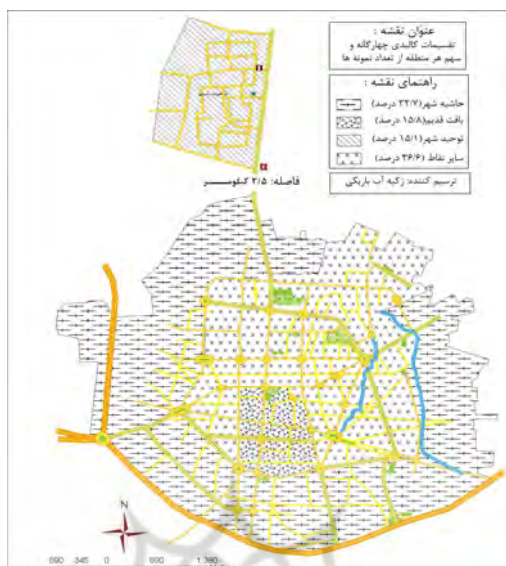 عنوان نقشه :
تقسیمات کالبدی چهارگانه و
سهم هر منطقه از تعداد نمونه ها
راهنمای نقشه :
حاشیه شهر(۳۲/۷ درصد)
بافت قدیم(۱۵/۸ درصد)
توحید شهر(۱۵/۱ درصد)
سایر نقاط (۳۶/۶ درصد)
ترسیم کننده: زکیه آب باریکی
فاصله: ۲/۵ کیلومتر
N
690 345 0 690 1,380